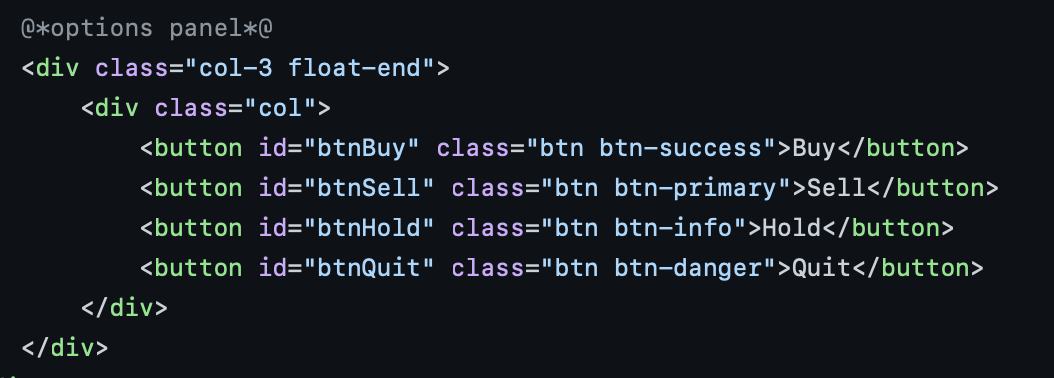 @*options panel*@
<div class="col-3 float-end">
    <div class="col">
        <button id="btnBuy" class="btn btn-success">Buy</button>
        <button id="btnSell" class="btn btn-primary">Sell</button>
        <button id="btnHold" class="btn btn-info">Hold</button>
        <button id="btnQuit" class="btn btn-danger">Quit</button>
    </div>
</div>